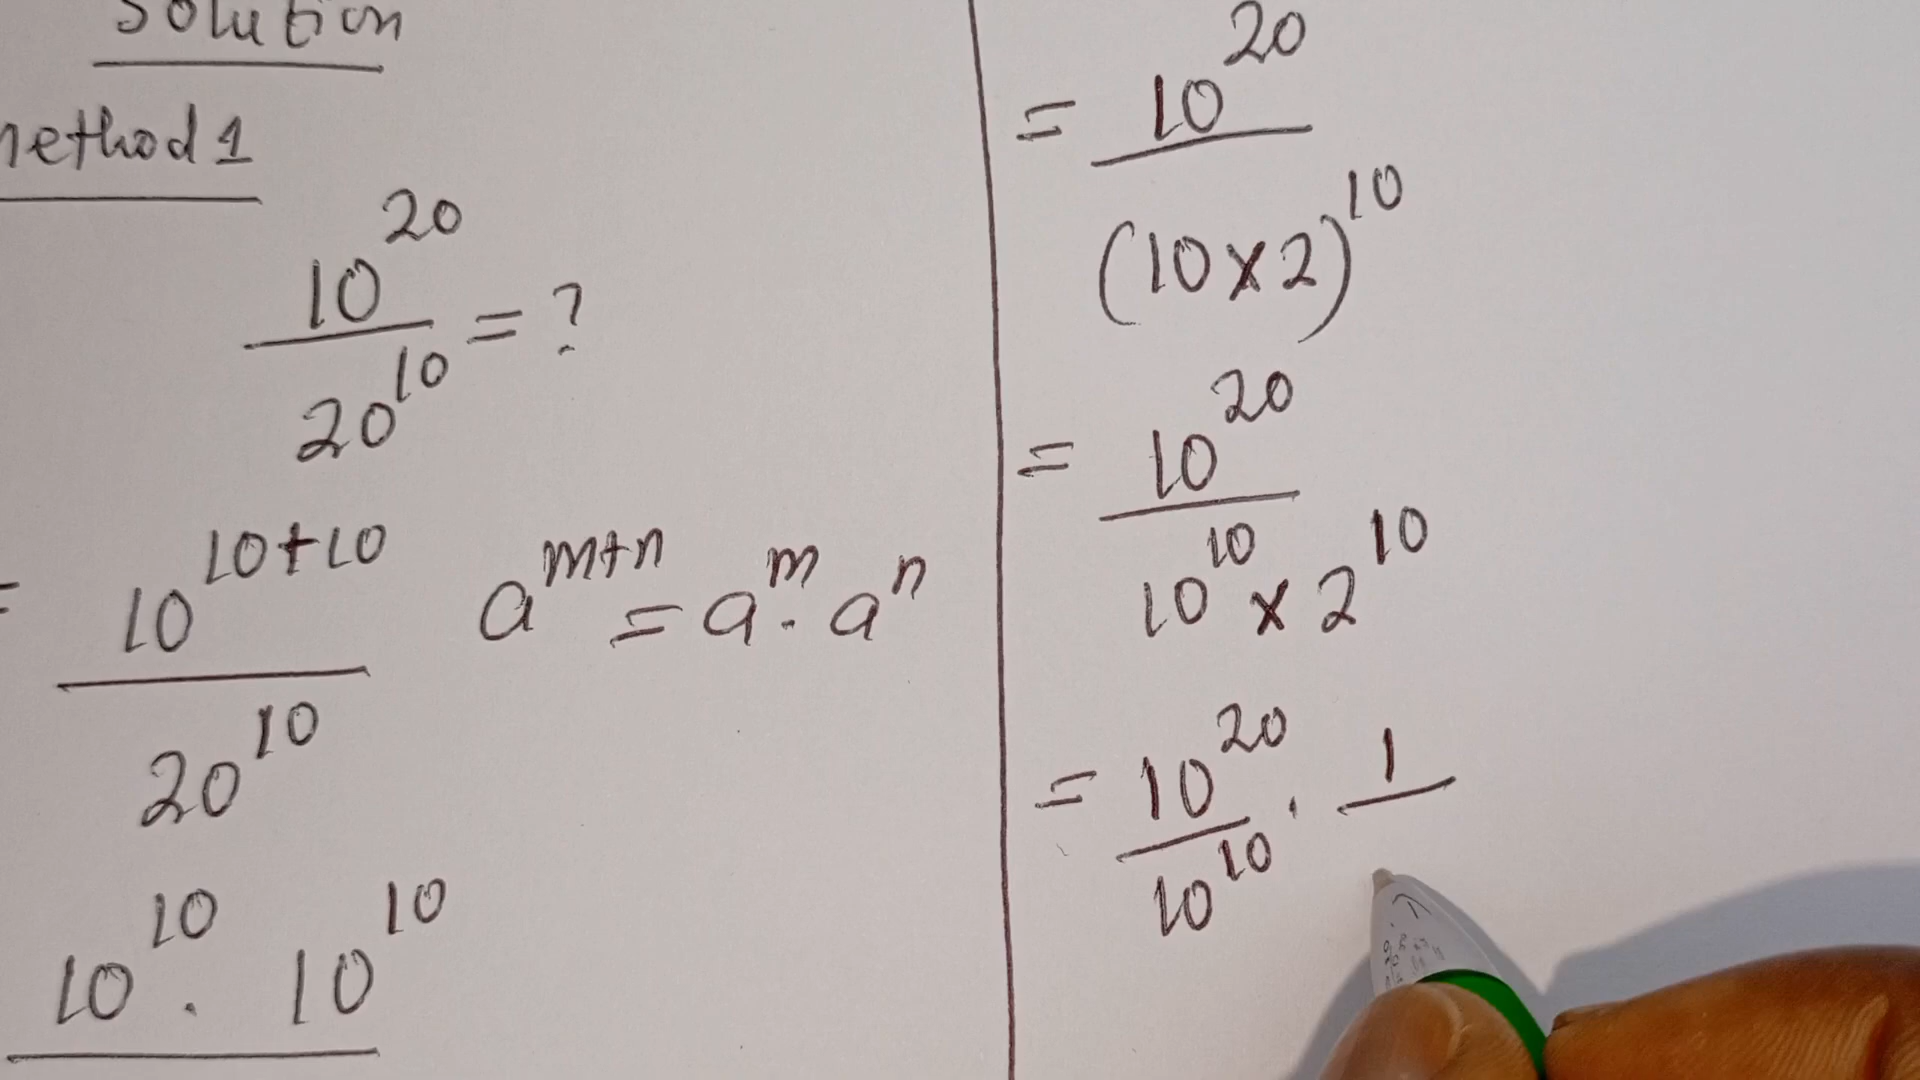 Solution
method 1
10^20
/ 20^10 = ?
= 10^(10+10) / 20^10    a^(m+n) = a^m . a^n
10^10 . 10^10
= 10^20 / (10×2)^10
= 10^20 / 10^10 × 2^10
= 10^20 / 10^10 . 1 /